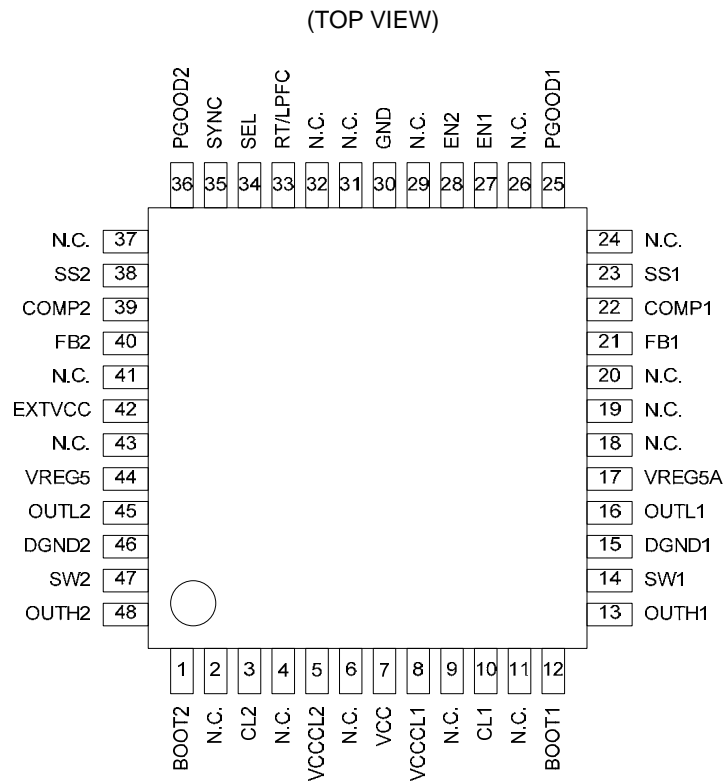 (TOP VIEW)
PGOOD2 SYNC SEL RT/LPFC N.C. N.C. GND N.C. EN2 EN1 N.C. PGOOD1
36 35 34 33 32 31 30 29 28 27 26 25
N.C. 37 24 N.C.
SS2 38 23 SS1
COMP2 39 22 COMP1
FB2 40 21 FB1
N.C. 41 20 N.C.
EXTVCC 42 19 N.C.
N.C. 43 18 N.C.
VREG5 44 17 VREG5A
OUTL2 45 16 OUTL1
DGND2 46 15 DGND1
SW2 47 14 SW1
OUTH2 48 13 OUTH1
1 2 3 4 5 6 7 8 9 10 11 12
BOOT2 N.C. CL2 N.C. VCCCL2 N.C. VCC VCCCL1 N.C. CL1 N.C. BOOT1